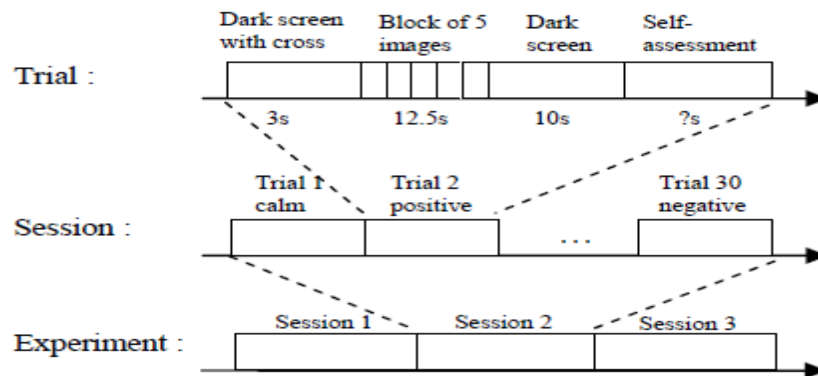 Dark screen
with cross
Block of 5
images
Dark
screen
Self-
assessment
Trial :
3s
12.5s
10s
?s
Trial 1
calm
Trial 2
positive
Trial 30
negative
Session :
...
Session 1
Session 2
Session 3
Experiment :